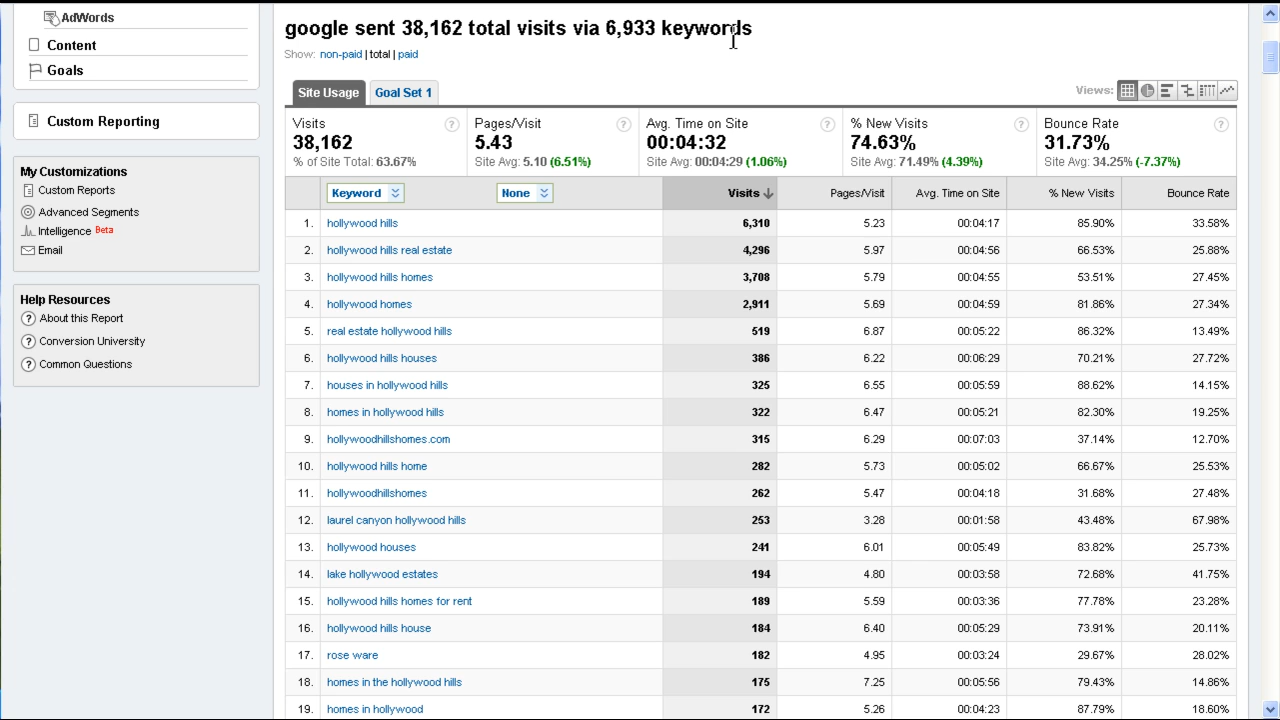 AdWords
Content
Goals
Custom Reporting
My Customizations
Custom Reports
Advanced Segments
Intelligence Beta
Email
Help Resources
? About this Report
? Conversion University
? Common Questions
google sent 38,162 total visits via 6,933 keywords
Show: non-paid | total | paid
Site Usage Goal Set 1 Views:
Visits ? Pages/Visit ? Avg. Time on Site ? % New Visits ? Bounce Rate ?
38,162 5.43 00:04:32 74.63% 31.73%
% of Site Total: 63.67% Site Avg: 5.10 (6.51%) Site Avg: 00:04:29 (1.06%) Site Avg: 71.49% (4.39%) Site Avg: 34.25% (-7.37%)
Keyword None Visits Pages/Visit Avg. Time on Site % New Visits Bounce Rate
1. hollywood hills 6,310 5.23 00:04:17 85.90% 33.58%
2. hollywood hills real estate 4,296 5.97 00:04:56 66.53% 25.88%
3. hollywood hills homes 3,708 5.79 00:04:55 53.51% 27.45%
4. hollywood homes 2,911 5.69 00:04:59 81.86% 27.34%
5. real estate hollywood hills 519 6.87 00:05:22 86.32% 13.49%
6. hollywood hills houses 386 6.22 00:06:29 70.21% 27.72%
7. houses in hollywood hills 325 6.55 00:05:59 88.62% 14.15%
8. homes in hollywood hills 322 6.47 00:05:21 82.30% 19.25%
9. hollywoodhillshomes.com 315 6.29 00:07:03 37.14% 12.70%
10. hollywood hills home 282 5.73 00:05:02 66.67% 25.53%
11. hollywoodhillshomes 262 5.47 00:04:18 31.68% 27.48%
12. laurel canyon hollywood hills 253 3.28 00:01:58 43.48% 67.98%
13. hollywood houses 241 6.01 00:05:49 83.82% 25.73%
14. lake hollywood estates 194 4.80 00:03:58 72.68% 41.75%
15. hollywood hills homes for rent 189 5.59 00:03:36 77.78% 23.28%
16. hollywood hills house 184 6.40 00:05:29 73.91% 20.11%
17. rose ware 182 4.95 00:03:24 29.67% 28.02%
18. homes in the hollywood hills 175 7.25 00:05:56 79.43% 14.86%
19. homes in hollywood 172 5.26 00:04:23 87.79% 18.60%